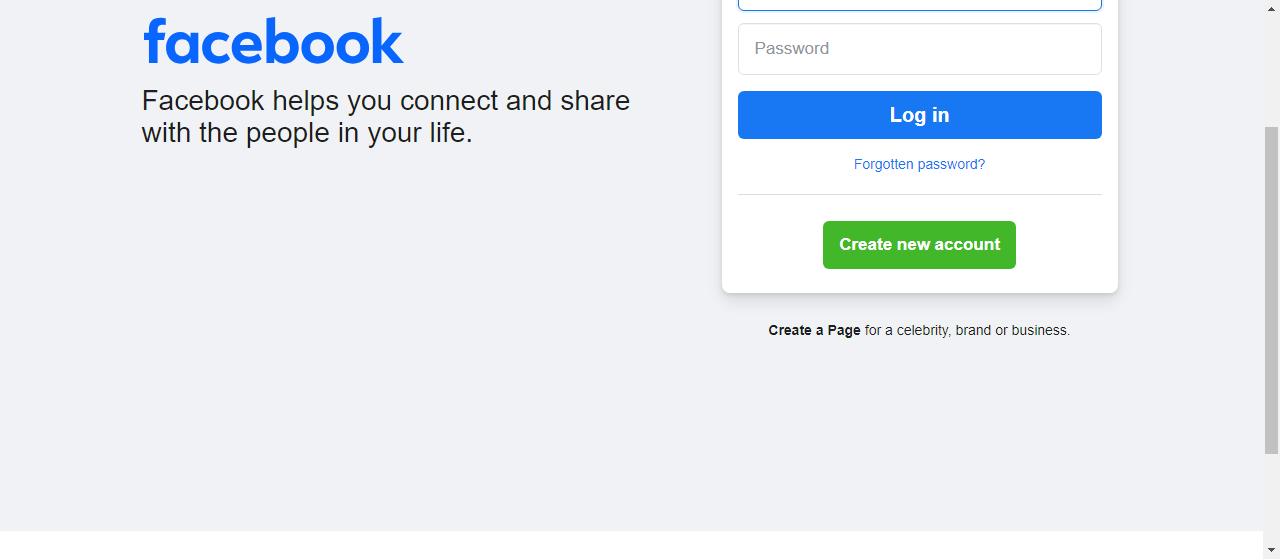 facebook
Facebook helps you connect and share
with the people in your life.
Password
Log in
Forgotten password?
Create new account
Create a Page for a celebrity, brand or business.